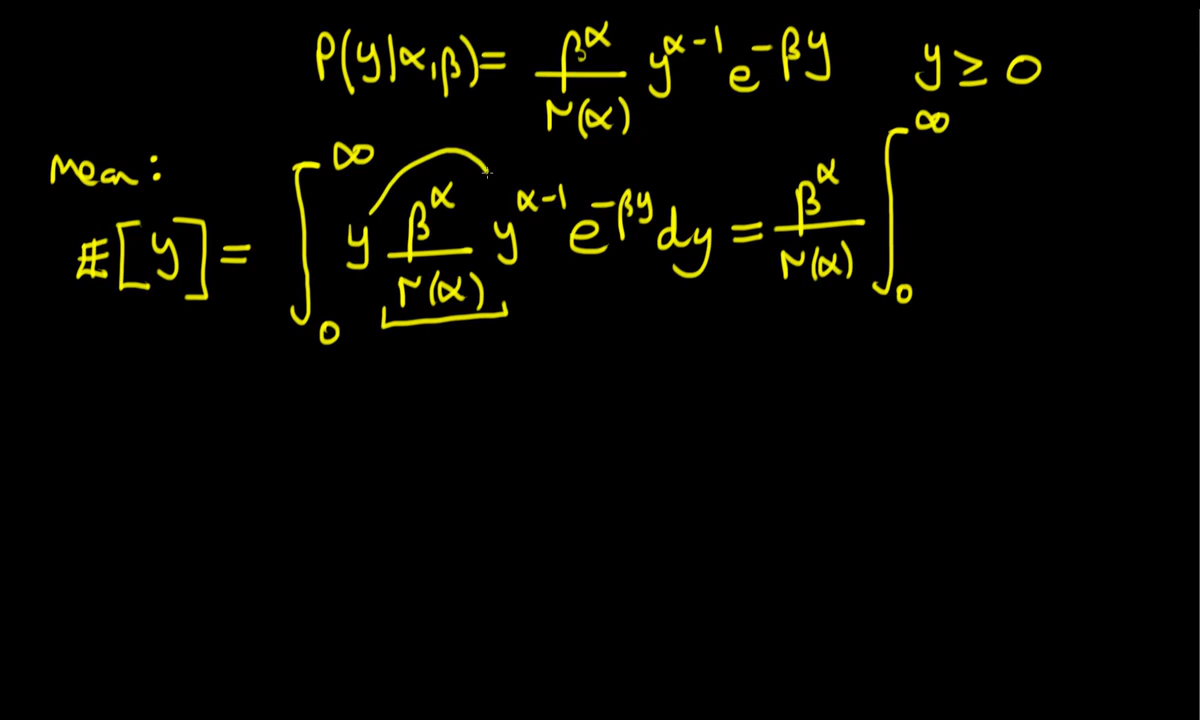 P(y|α,β) = β^α / Γ(α) y^{α-1} e^{-βy} y ≥ 0
Mean:
E[y] = ∫_0^∞ y β^α / Γ(α) y^{α-1} e^{-βy} dy = β^α / Γ(α) ∫_0^∞